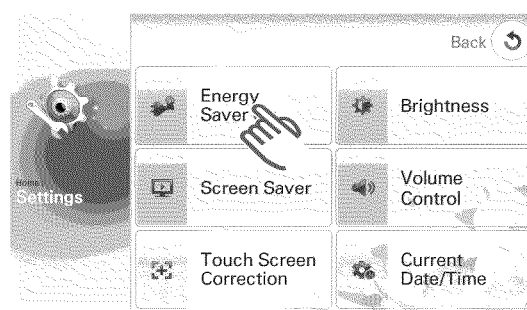 Back
Energy
Saver
Brightness
Home
Settings
Screen Saver
Volume
Control
Touch Screen
Correction
Current
Date/Time